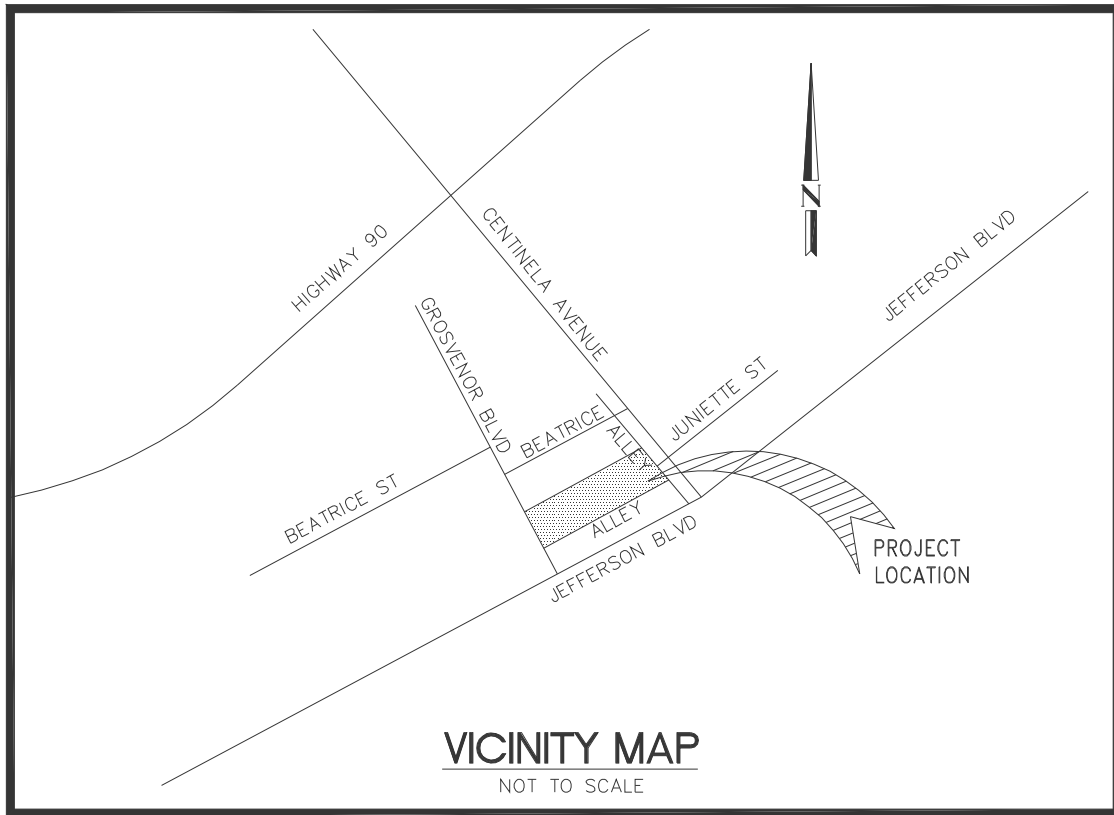 N
HIGHWAY 90
CENTINELA AVENUE
JEFFERSON BLVD
GROSVENOR BLVD
JUNIETTE ST
BEATRICE
ALLEY
BEATRICE ST
ALLEY
JEFFERSON BLVD
PROJECT
LOCATION
VICINITY MAP
NOT TO SCALE